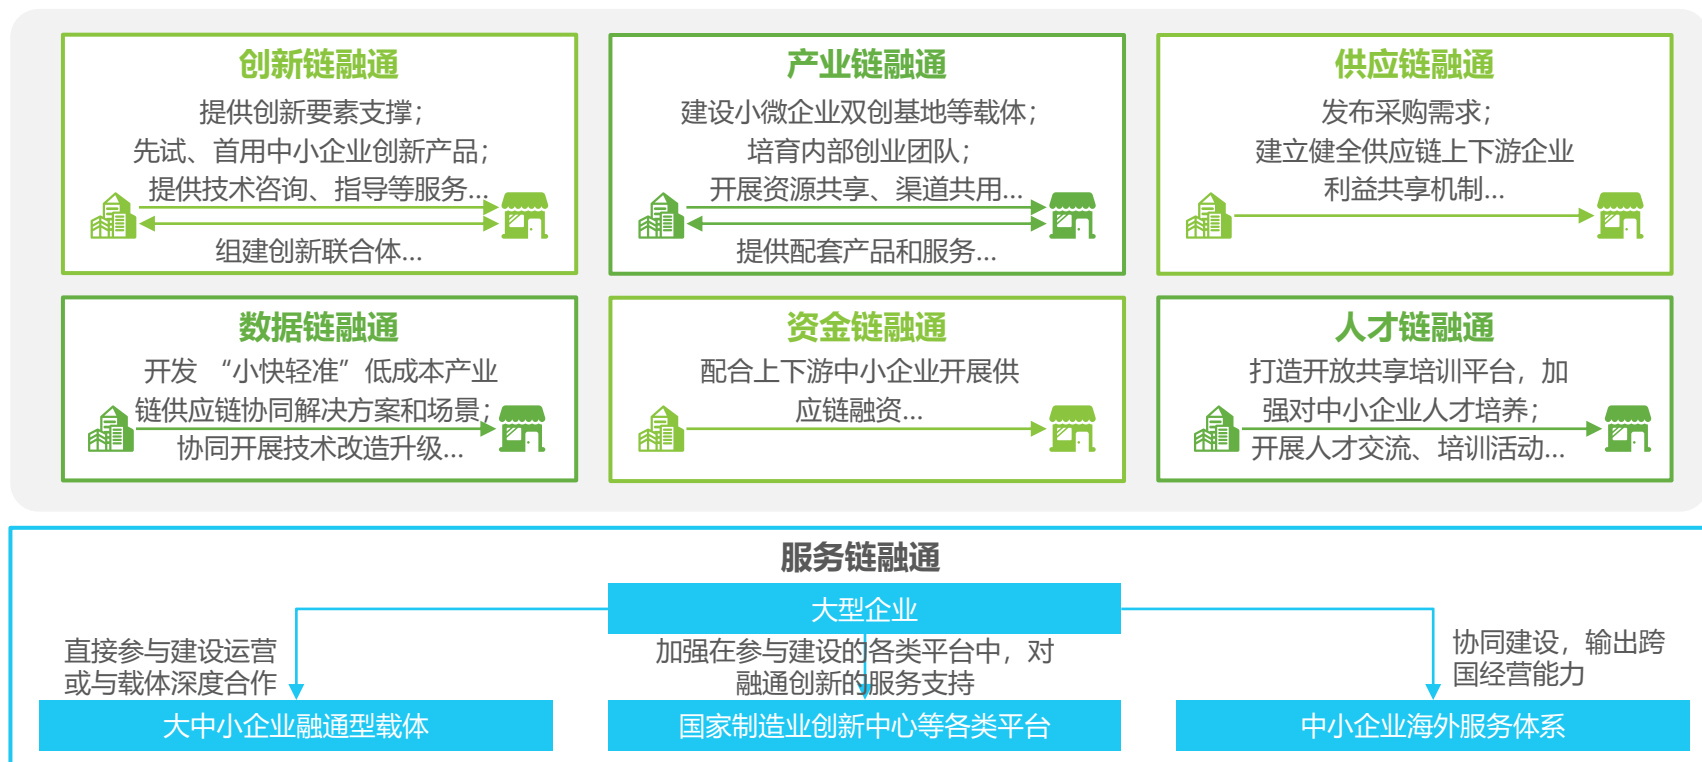 创新链融通
提供创新要素支撑；
先试、首用中小企业创新产品；
提供技术咨询、指导等服务...
组建创新联合体...
产业链融通
建设小微企业双创基地等载体；
培育内部创业团队；
开展资源共享、渠道共用...
提供配套产品和服务...
供应链融通
发布采购需求；
建立健全供应链上下游企业
利益共享机制...
数据链融通
开发 “小快轻准”低成本产业
链供应链协同解决方案和场景；
协同开展技术改造升级...
资金链融通
配合上下游中小企业开展供
应链融资...
人才链融通
打造开放共享培训平台，加
强对中小企业人才培养；
开展人才交流、培训活动...
服务链融通
大型企业
直接参与建设运营
或与载体深度合作
加强在参与建设的各类平台中，对
融通创新的服务支持
协同建设，输出跨
国经营能力
大中小企业融通型载体
国家制造业创新中心等各类平台
中小企业海外服务体系